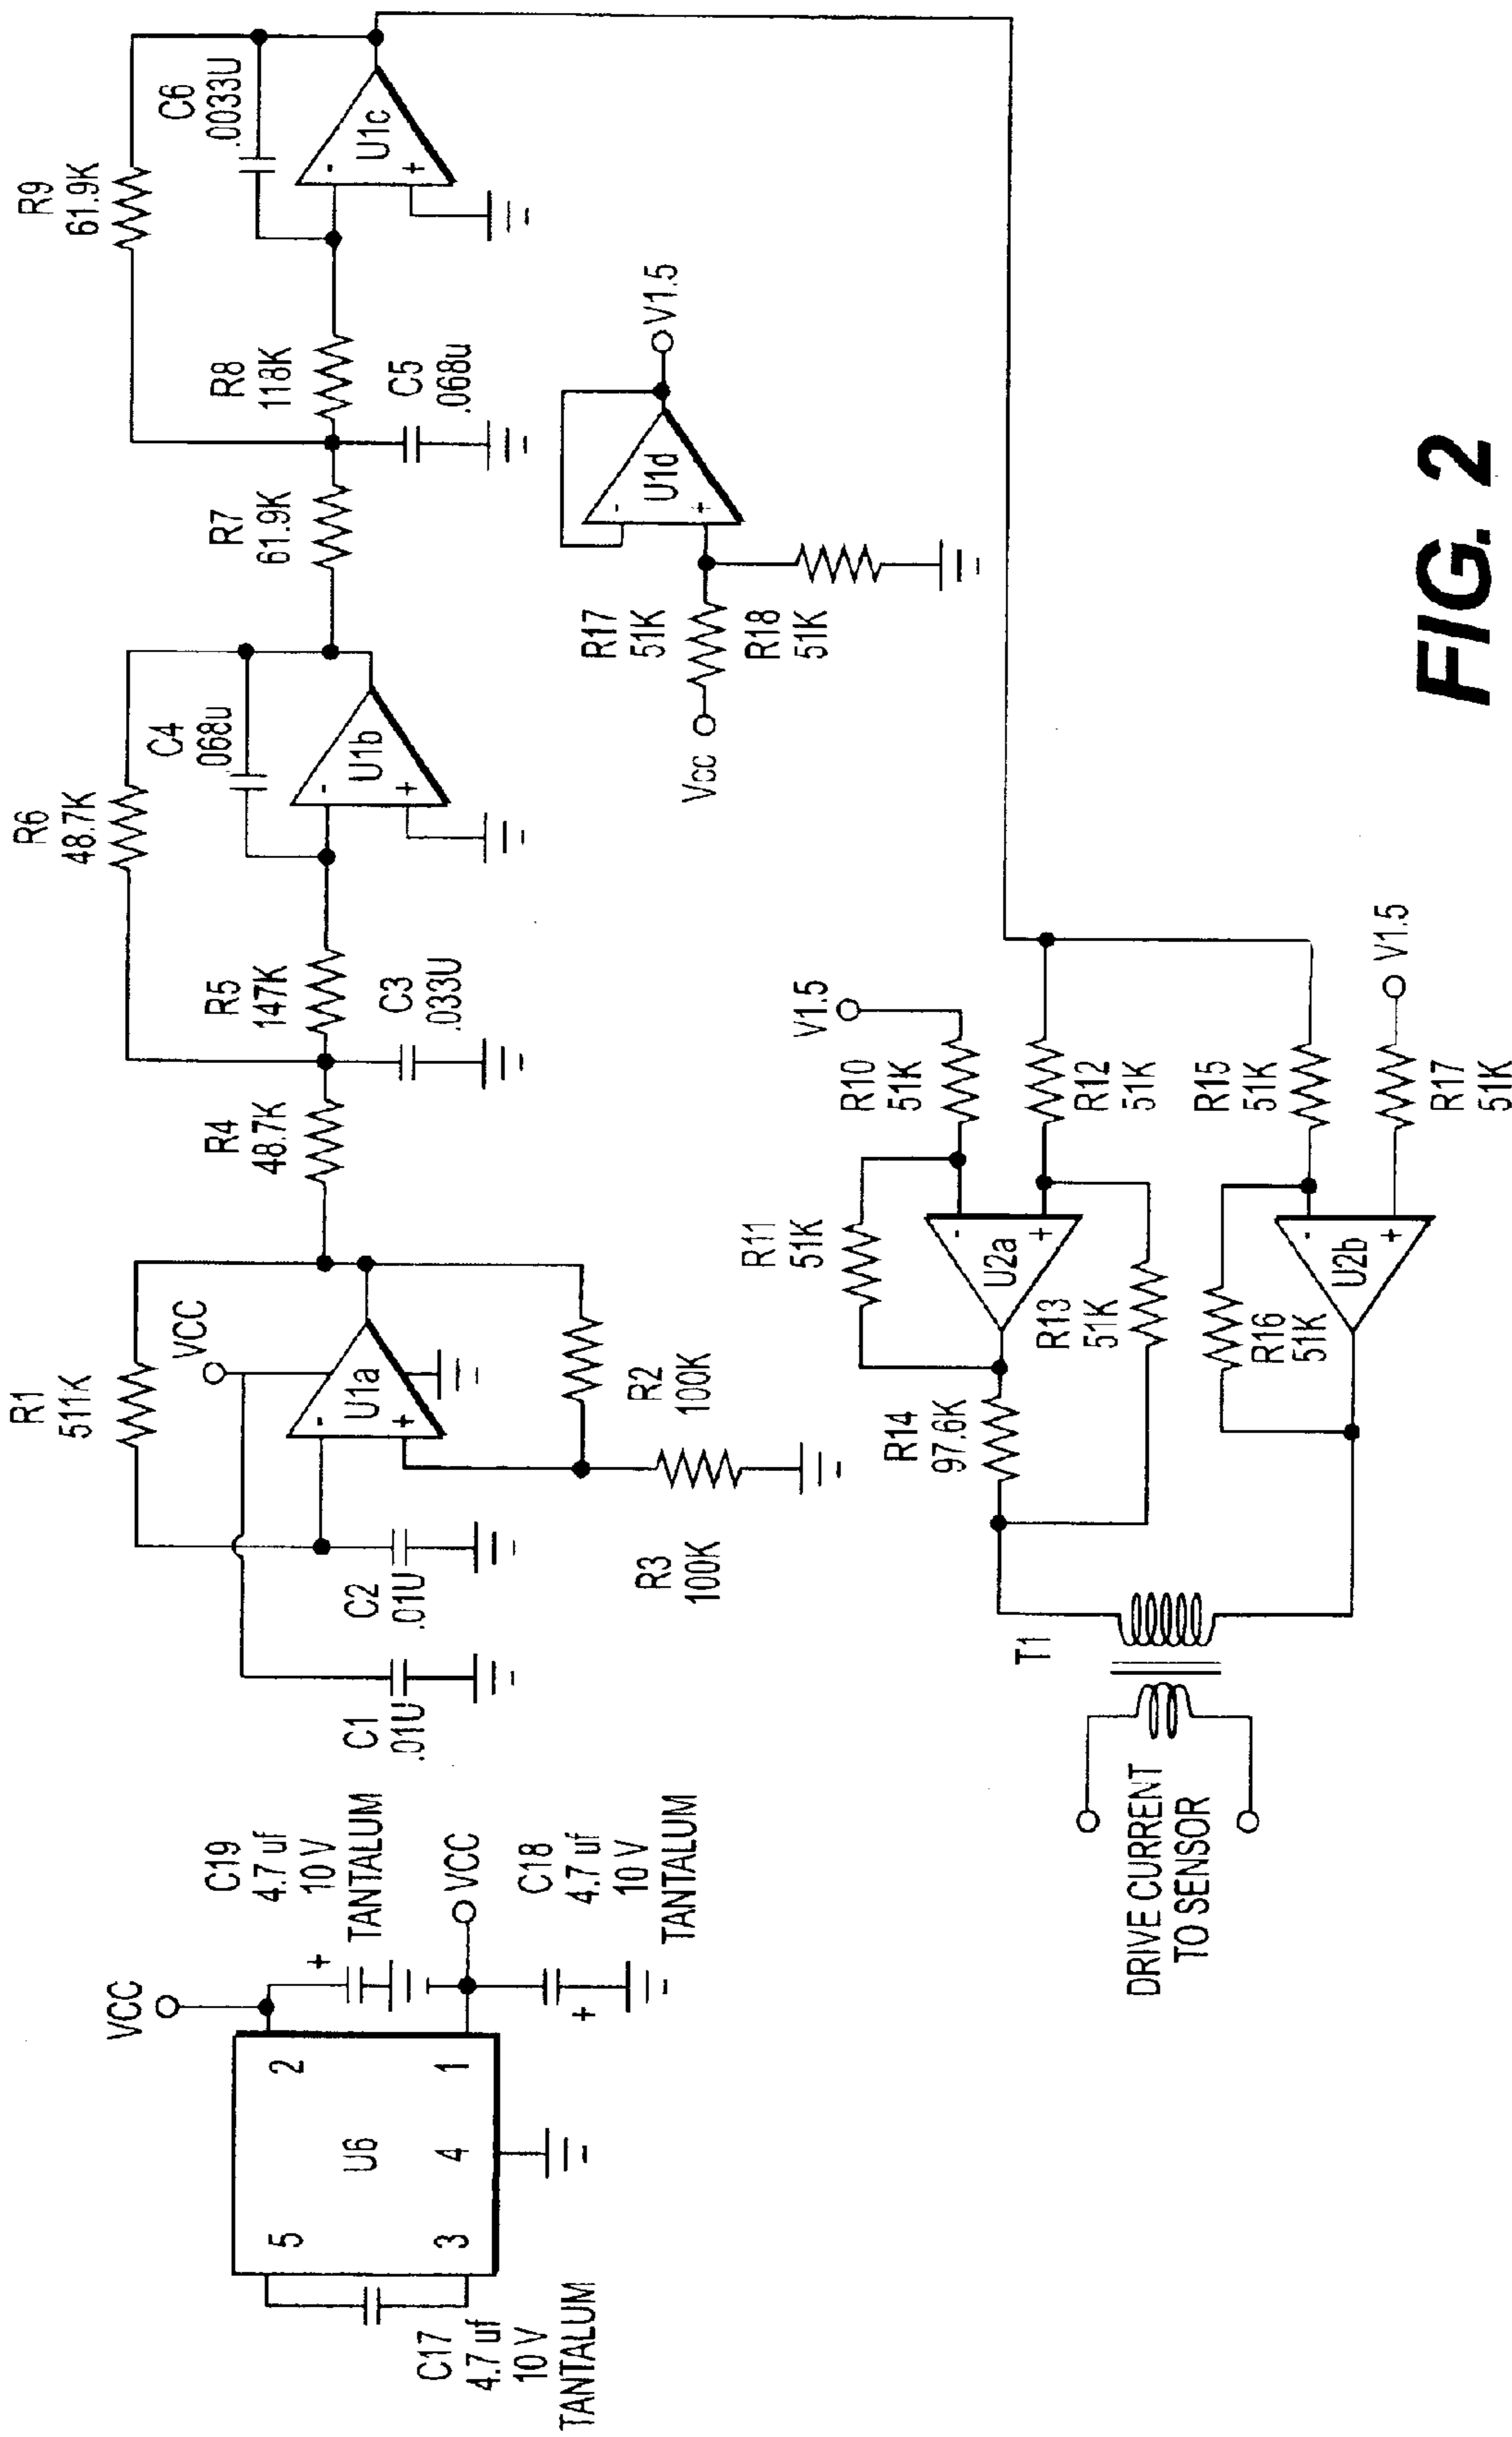 R1
511K
VCC
U1a
-
+
R2
100K
R3
100K
C2
.01U
C1
.01U
R4
48.7K
R5
147K
C3
.033U
R6
48.7K
C4
.068u
U1b
-
+
R7
61.9K
R8
118K
C5
.068u
R9
61.9K
C6
.0033U
U1c
-
+
VCC
C19
4.7 uf
10 V
TANTALUM
+
VCC
C18
4.7 uf
10 V
TANTALUM
+
U6
5
2
3
4
1
C17
4.7 uf
10 V
TANTALUM
Vcc
R17
51K
R18
51K
U1d
-
+
V1.5
V1.5
R10
51K
R11
51K
U2a
-
+
R12
51K
R13
51K
R14
97.6K
R15
51K
R16
51K
U2b
-
+
R17
51K
V1.5
T1
DRIVE CURRENT
TO SENSOR
FIG. 2